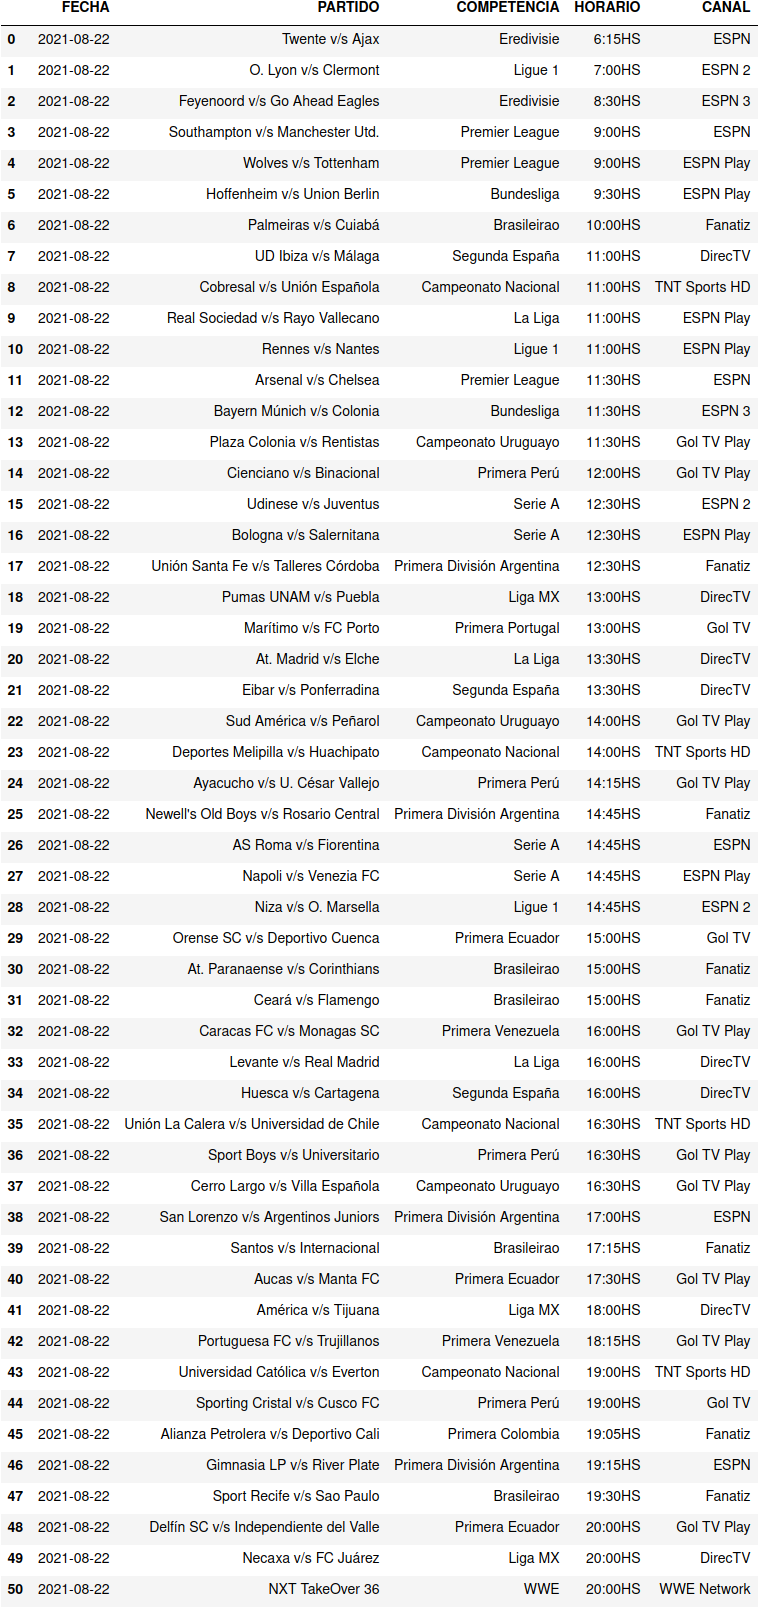 FECHA PARTIDO COMPETENCIA HORARIO CANAL
0 2021-08-22 Twente v/s Ajax Eredivisie 6:15HS ESPN
1 2021-08-22 O. Lyon v/s Clermont Ligue 1 7:00HS ESPN 2
2 2021-08-22 Feyenoord v/s Go Ahead Eagles Eredivisie 8:30HS ESPN 3
3 2021-08-22 Southampton v/s Manchester Utd. Premier League 9:00HS ESPN
4 2021-08-22 Wolves v/s Tottenham Premier League 9:00HS ESPN Play
5 2021-08-22 Hoffenheim v/s Union Berlin Bundesliga 9:30HS ESPN Play
6 2021-08-22 Palmeiras v/s Cuiabá Brasileirao 10:00HS Fanatiz
7 2021-08-22 UD Ibiza v/s Málaga Segunda España 11:00HS DirecTV
8 2021-08-22 Cobresal v/s Unión Española Campeonato Nacional 11:00HS TNT Sports HD
9 2021-08-22 Real Sociedad v/s Rayo Vallecano La Liga 11:00HS ESPN Play
10 2021-08-22 Rennes v/s Nantes Ligue 1 11:00HS ESPN Play
11 2021-08-22 Arsenal v/s Chelsea Premier League 11:30HS ESPN
12 2021-08-22 Bayern Múnich v/s Colonia Bundesliga 11:30HS ESPN 3
13 2021-08-22 Plaza Colonia v/s Rentistas Campeonato Uruguayo 11:30HS Gol TV Play
14 2021-08-22 Cienciano v/s Binacional Primera Perú 12:00HS Gol TV Play
15 2021-08-22 Udinese v/s Juventus Serie A 12:30HS ESPN 2
16 2021-08-22 Bologna v/s Salernitana Serie A 12:30HS ESPN Play
17 2021-08-22 Unión Santa Fe v/s Talleres Córdoba Primera División Argentina 12:30HS Fanatiz
18 2021-08-22 Pumas UNAM v/s Puebla Liga MX 13:00HS DirecTV
19 2021-08-22 Marítimo v/s FC Porto Primera Portugal 13:00HS Gol TV
20 2021-08-22 At. Madrid v/s Elche La Liga 13:30HS DirecTV
21 2021-08-22 Eibar v/s Ponferradina Segunda España 13:30HS DirecTV
22 2021-08-22 Sud América v/s Peñarol Campeonato Uruguayo 14:00HS Gol TV Play
23 2021-08-22 Deportes Melipilla v/s Huachipato Campeonato Nacional 14:00HS TNT Sports HD
24 2021-08-22 Ayacucho v/s U. César Vallejo Primera Perú 14:15HS Gol TV Play
25 2021-08-22 Newell's Old Boys v/s Rosario Central Primera División Argentina 14:45HS Fanatiz
26 2021-08-22 AS Roma v/s Fiorentina Serie A 14:45HS ESPN
27 2021-08-22 Napoli v/s Venezia FC Serie A 14:45HS ESPN Play
28 2021-08-22 Niza v/s O. Marsella Ligue 1 14:45HS ESPN 2
29 2021-08-22 Orense SC v/s Deportivo Cuenca Primera Ecuador 15:00HS Gol TV
30 2021-08-22 At. Paranaense v/s Corinthians Brasileirao 15:00HS Fanatiz
31 2021-08-22 Ceará v/s Flamengo Brasileirao 15:00HS Fanatiz
32 2021-08-22 Caracas FC v/s Monagas SC Primera Venezuela 16:00HS Gol TV Play
33 2021-08-22 Levante v/s Real Madrid La Liga 16:00HS DirecTV
34 2021-08-22 Huesca v/s Cartagena Segunda España 16:00HS DirecTV
35 2021-08-22 Unión La Calera v/s Universidad de Chile Campeonato Nacional 16:30HS TNT Sports HD
36 2021-08-22 Sport Boys v/s Universitario Primera Perú 16:30HS Gol TV Play
37 2021-08-22 Cerro Largo v/s Villa Española Campeonato Uruguayo 16:30HS Gol TV Play
38 2021-08-22 San Lorenzo v/s Argentinos Juniors Primera División Argentina 17:00HS ESPN
39 2021-08-22 Santos v/s Internacional Brasileirao 17:15HS Fanatiz
40 2021-08-22 Aucas v/s Manta FC Primera Ecuador 17:30HS Gol TV Play
41 2021-08-22 América v/s Tijuana Liga MX 18:00HS DirecTV
42 2021-08-22 Portuguesa FC v/s Trujillanos Primera Venezuela 18:15HS Gol TV Play
43 2021-08-22 Universidad Católica v/s Everton Campeonato Nacional 19:00HS TNT Sports HD
44 2021-08-22 Sporting Cristal v/s Cusco FC Primera Perú 19:00HS Gol TV
45 2021-08-22 Alianza Petrolera v/s Deportivo Cali Primera Colombia 19:05HS Fanatiz
46 2021-08-22 Gimnasia LP v/s River Plate Primera División Argentina 19:15HS ESPN
47 2021-08-22 Sport Recife v/s Sao Paulo Brasileirao 19:30HS Fanatiz
48 2021-08-22 Delfín SC v/s Independiente del Valle Primera Ecuador 20:00HS Gol TV Play
49 2021-08-22 Necaxa v/s FC Juárez Liga MX 20:00HS DirecTV
50 2021-08-22 NXT TakeOver 36 WWE 20:00HS WWE Network